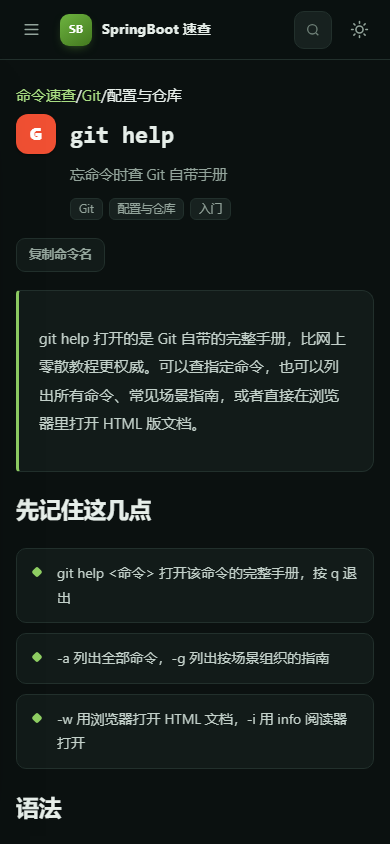 SB SpringBoot 速查
命令速查/Git/配置与仓库
G git help
忘命令时查 Git 自带手册
Git 配置与仓库 入门
复制命令名
git help 打开的是 Git 自带的完整手册，比网上
零散教程更权威。可以查指定命令，也可以列
出所有命令、常见场景指南，或者直接在浏览
器里打开 HTML 版文档。
先记住这几点
git help <命令> 打开该命令的完整手册，按 q 退
出
-a 列出全部命令，-g 列出按场景组织的指南
-w 用浏览器打开 HTML 文档，-i 用 info 阅读器
打开
语法